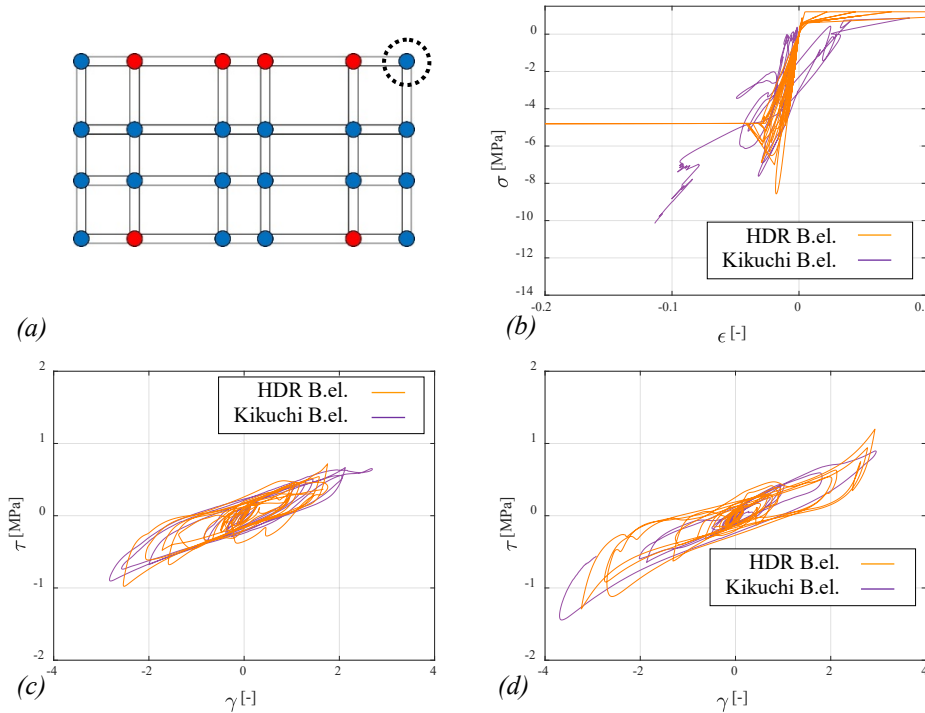 (a)
0
-2
-4
-6
-8
-10
-12
-14
-0.2
-0.1
0
0.1
σ [MPa]
ϵ [-]
HDR B.el.
Kikuchi B.el.
(b)
2
1
0
-1
-2
-4
-2
0
2
4
τ [MPa]
γ [-]
HDR B.el.
Kikuchi B.el.
(c)
2
1
0
-1
-2
-4
-2
0
2
4
τ [MPa]
γ [-]
HDR B.el.
Kikuchi B.el.
(d)